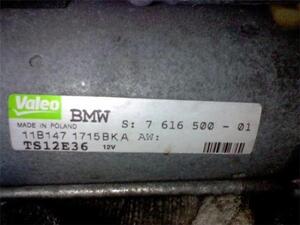 Valeo BMW S: 7 616 500 - 01
MADE IN POLAND
11B147 1715BKA AW:
TS12E36 12V